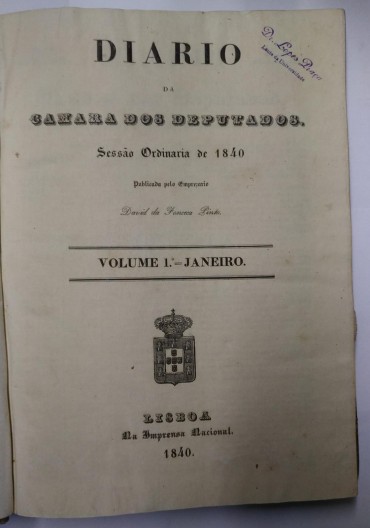 DIARIO
DA
CAMARA DOS DEPUTADOS.
Sessão Ordinaria de 1840
Publicado pelo Emprezario
David da Fonseca Pinto.
VOLUME 1.º—JANEIRO.
LISBOA
Na Imprensa Nacional.
1840.